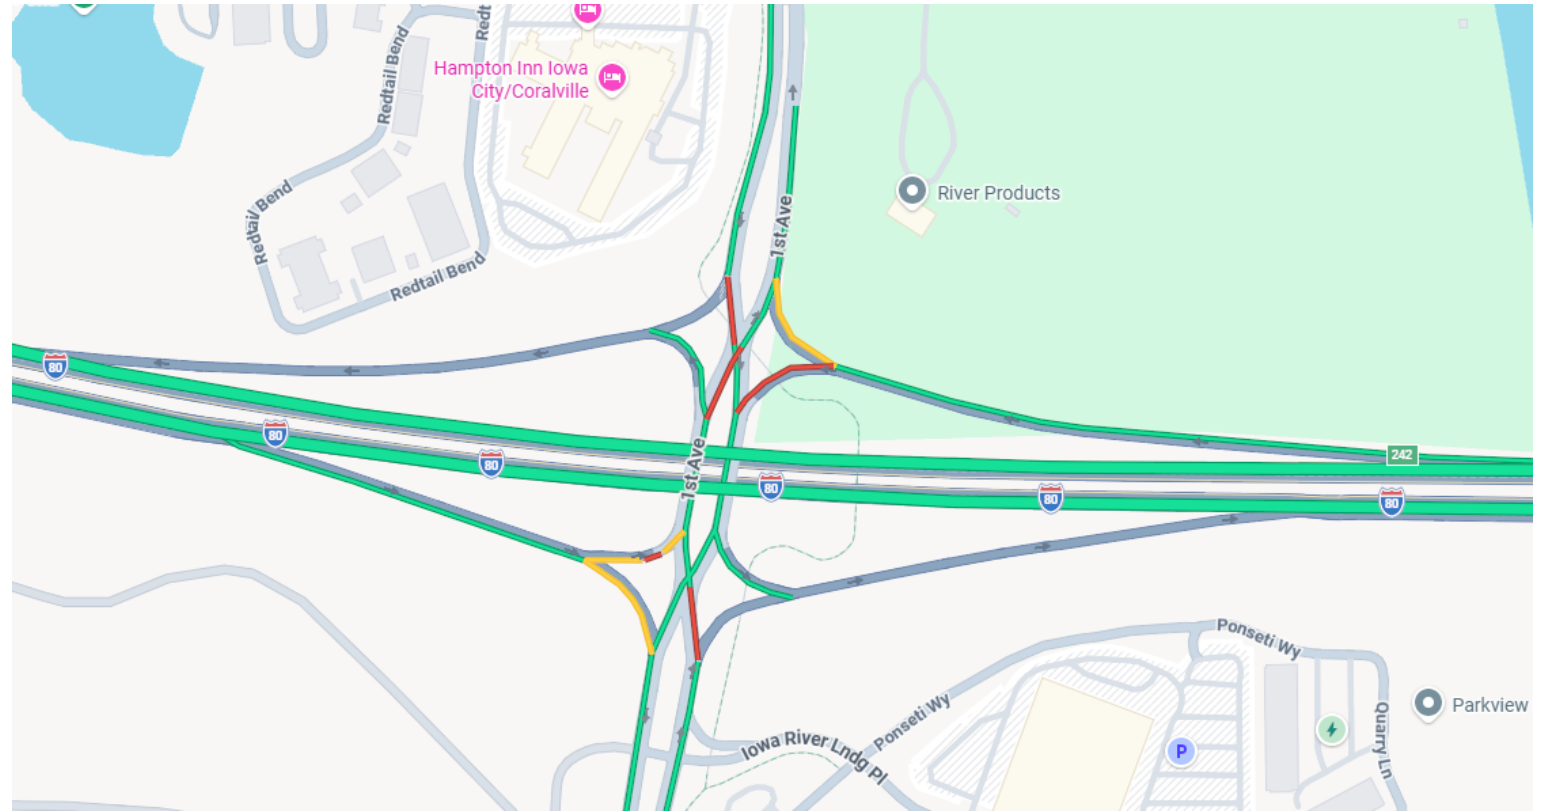 Redt
Redtail Bend
Hampton Inn Iowa
City/Coralville
River Products
Redtail Bend
1st Ave
Redtail Bend
80
242
80
1st Ave
80
80
80
80
Ponseti Wy
Ponseti Wy
Parkview
Quarry Ln
Iowa River Lndg Pl
P